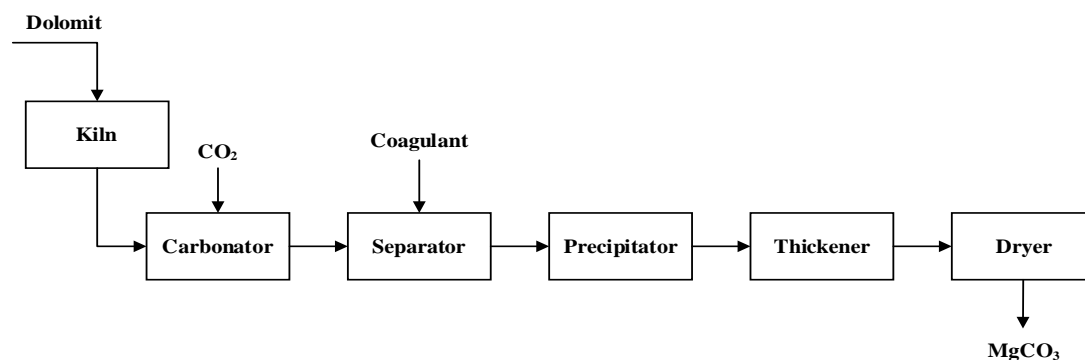 Dolomit
Kiln
CO₂
Coagulant
Carbonator
Separator
Precipitator
Thickener
Dryer
MgCO₃